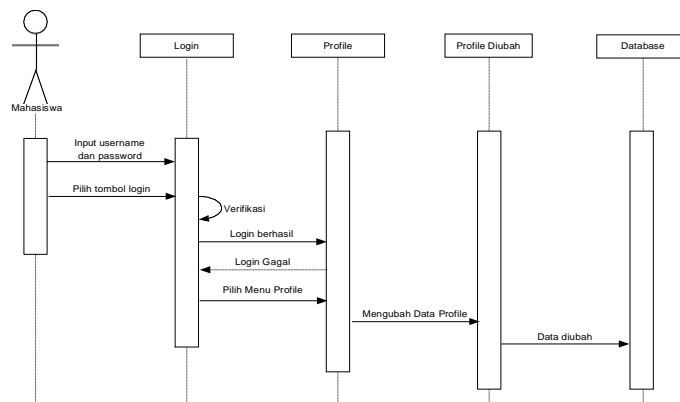 Login
Profile
Profile Diubah
Database
Mahasiswa
Input username
dan password
Pilih tombol login
Verifikasi
Login berhasil
Login Gagal
Pilih Menu Profile
Mengubah Data Profile
Data diubah